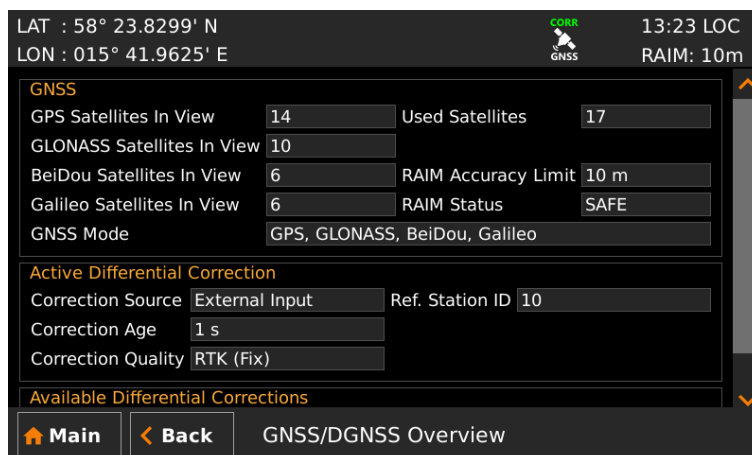 LAT : 58° 23.8299' N
LON : 015° 41.9625' E
CORR
GNSS
13:23 LOC
RAIM: 10m
GNSS
GPS Satellites In View 14 Used Satellites 17
GLONASS Satellites In View 10
BeiDou Satellites In View 6 RAIM Accuracy Limit 10 m
Galileo Satellites In View 6 RAIM Status SAFE
GNSS Mode GPS, GLONASS, BeiDou, Galileo
Active Differential Correction
Correction Source External Input Ref. Station ID 10
Correction Age 1 s
Correction Quality RTK (Fix)
Available Differential Corrections
Main Back GNSS/DGNSS Overview